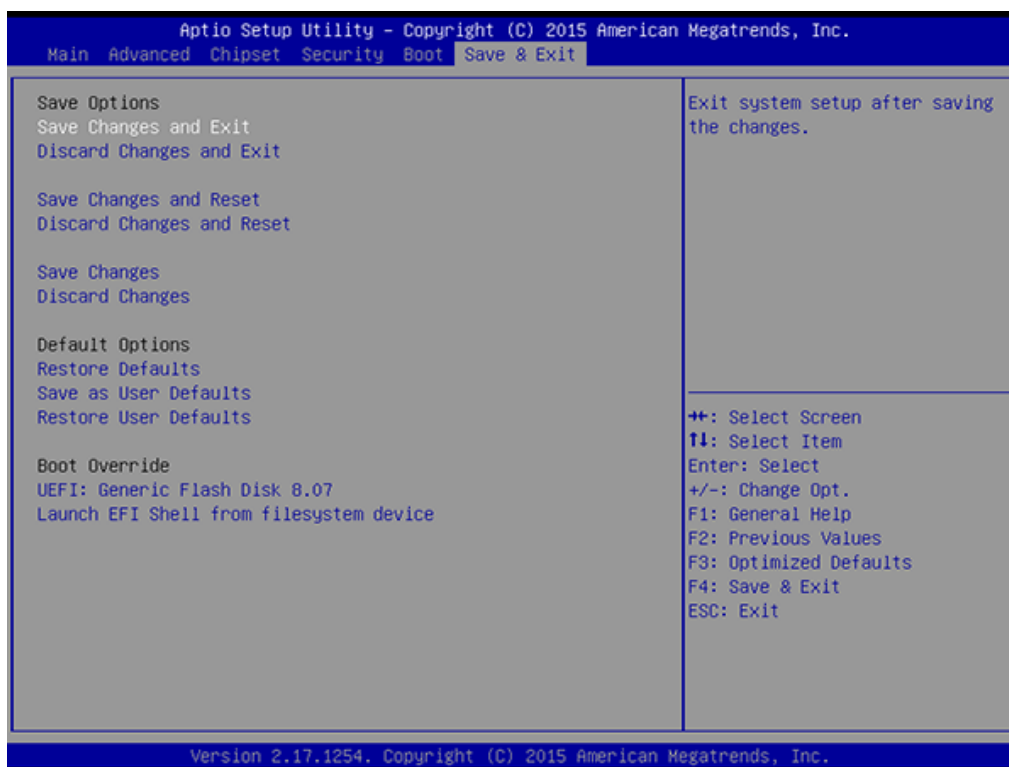 Aptio Setup Utility – Copyright (C) 2015 American Megatrends, Inc.
Main Advanced Chipset Security Boot Save & Exit
Save Options
Save Changes and Exit
Discard Changes and Exit
Save Changes and Reset
Discard Changes and Reset
Save Changes
Discard Changes
Default Options
Restore Defaults
Save as User Defaults
Restore User Defaults
Boot Override
UEFI: Generic Flash Disk 8.07
Launch EFI Shell from filesystem device
Exit system setup after saving
the changes.
→←: Select Screen
↑↓: Select Item
Enter: Select
+/-: Change Opt.
F1: General Help
F2: Previous Values
F3: Optimized Defaults
F4: Save & Exit
ESC: Exit
Version 2.17.1254. Copyright (C) 2015 American Megatrends, Inc.